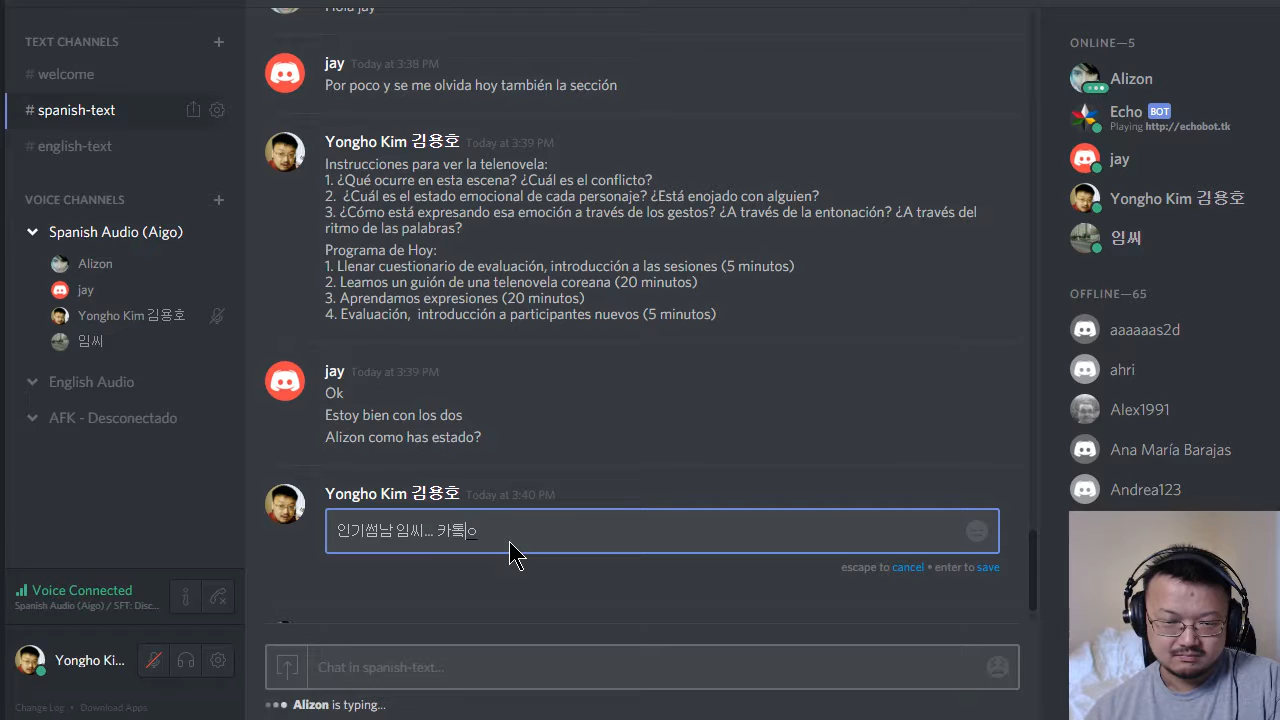 TEXT CHANNELS +
# welcome
# spanish-text
# english-text
VOICE CHANNELS +
Spanish Audio (Aigo)
Alizon
jay
Yongho Kim 김용호
임씨
English Audio
AFK - Desconectado
Voice Connected
Spanish Audio (Aigo) / SFT: Disc...
Yongho Ki...
Change Log • Download Apps
Hola jay
jay Today at 3:38 PM
Por poco y se me olvida hoy también la sección
Yongho Kim 김용호 Today at 3:39 PM
Instrucciones para ver la telenovela:
1. ¿Qué ocurre en esta escena? ¿Cuál es el conflicto?
2. ¿Cuál es el estado emocional de cada personaje? ¿Está enojado con alguien?
3. ¿Cómo está expresando esa emoción a través de los gestos? ¿A través de la entonación? ¿A través del
ritmo de las palabras?
Programa de Hoy:
1. Llenar cuestionario de evaluación, introducción a las sesiones (5 minutos)
2. Leamos un guión de una telenovela coreana (20 minutos)
3. Aprendamos expresiones (20 minutos)
4. Evaluación, introducción a participantes nuevos (5 minutos)
jay Today at 3:39 PM
Ok
Estoy bien con los dos
Alizon como has estado?
Yongho Kim 김용호 Today at 3:40 PM
인기썸남 임씨... 카톡ㅇ
escape to cancel • enter to save
Chat in spanish-text...
Alizon is typing...
ONLINE—5
Alizon
Echo BOT
Playing http://echobot.tk
jay
Yongho Kim 김용호
임씨
OFFLINE—65
aaaaaas2d
ahri
Alex1991
Ana María Barajas
Andrea123